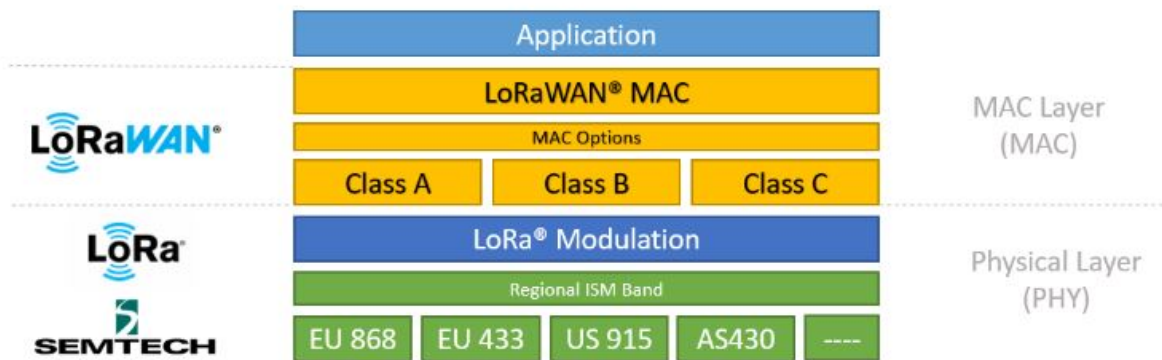 Application
LoRaWAN® MAC
MAC Layer
(MAC)
LoRaWAN®
MAC Options
Class A Class B Class C
LoRa® Modulation
LoRa®
Physical Layer
(PHY)
Regional ISM Band
SEMTECH
EU 868 EU 433 US 915 AS430 ----